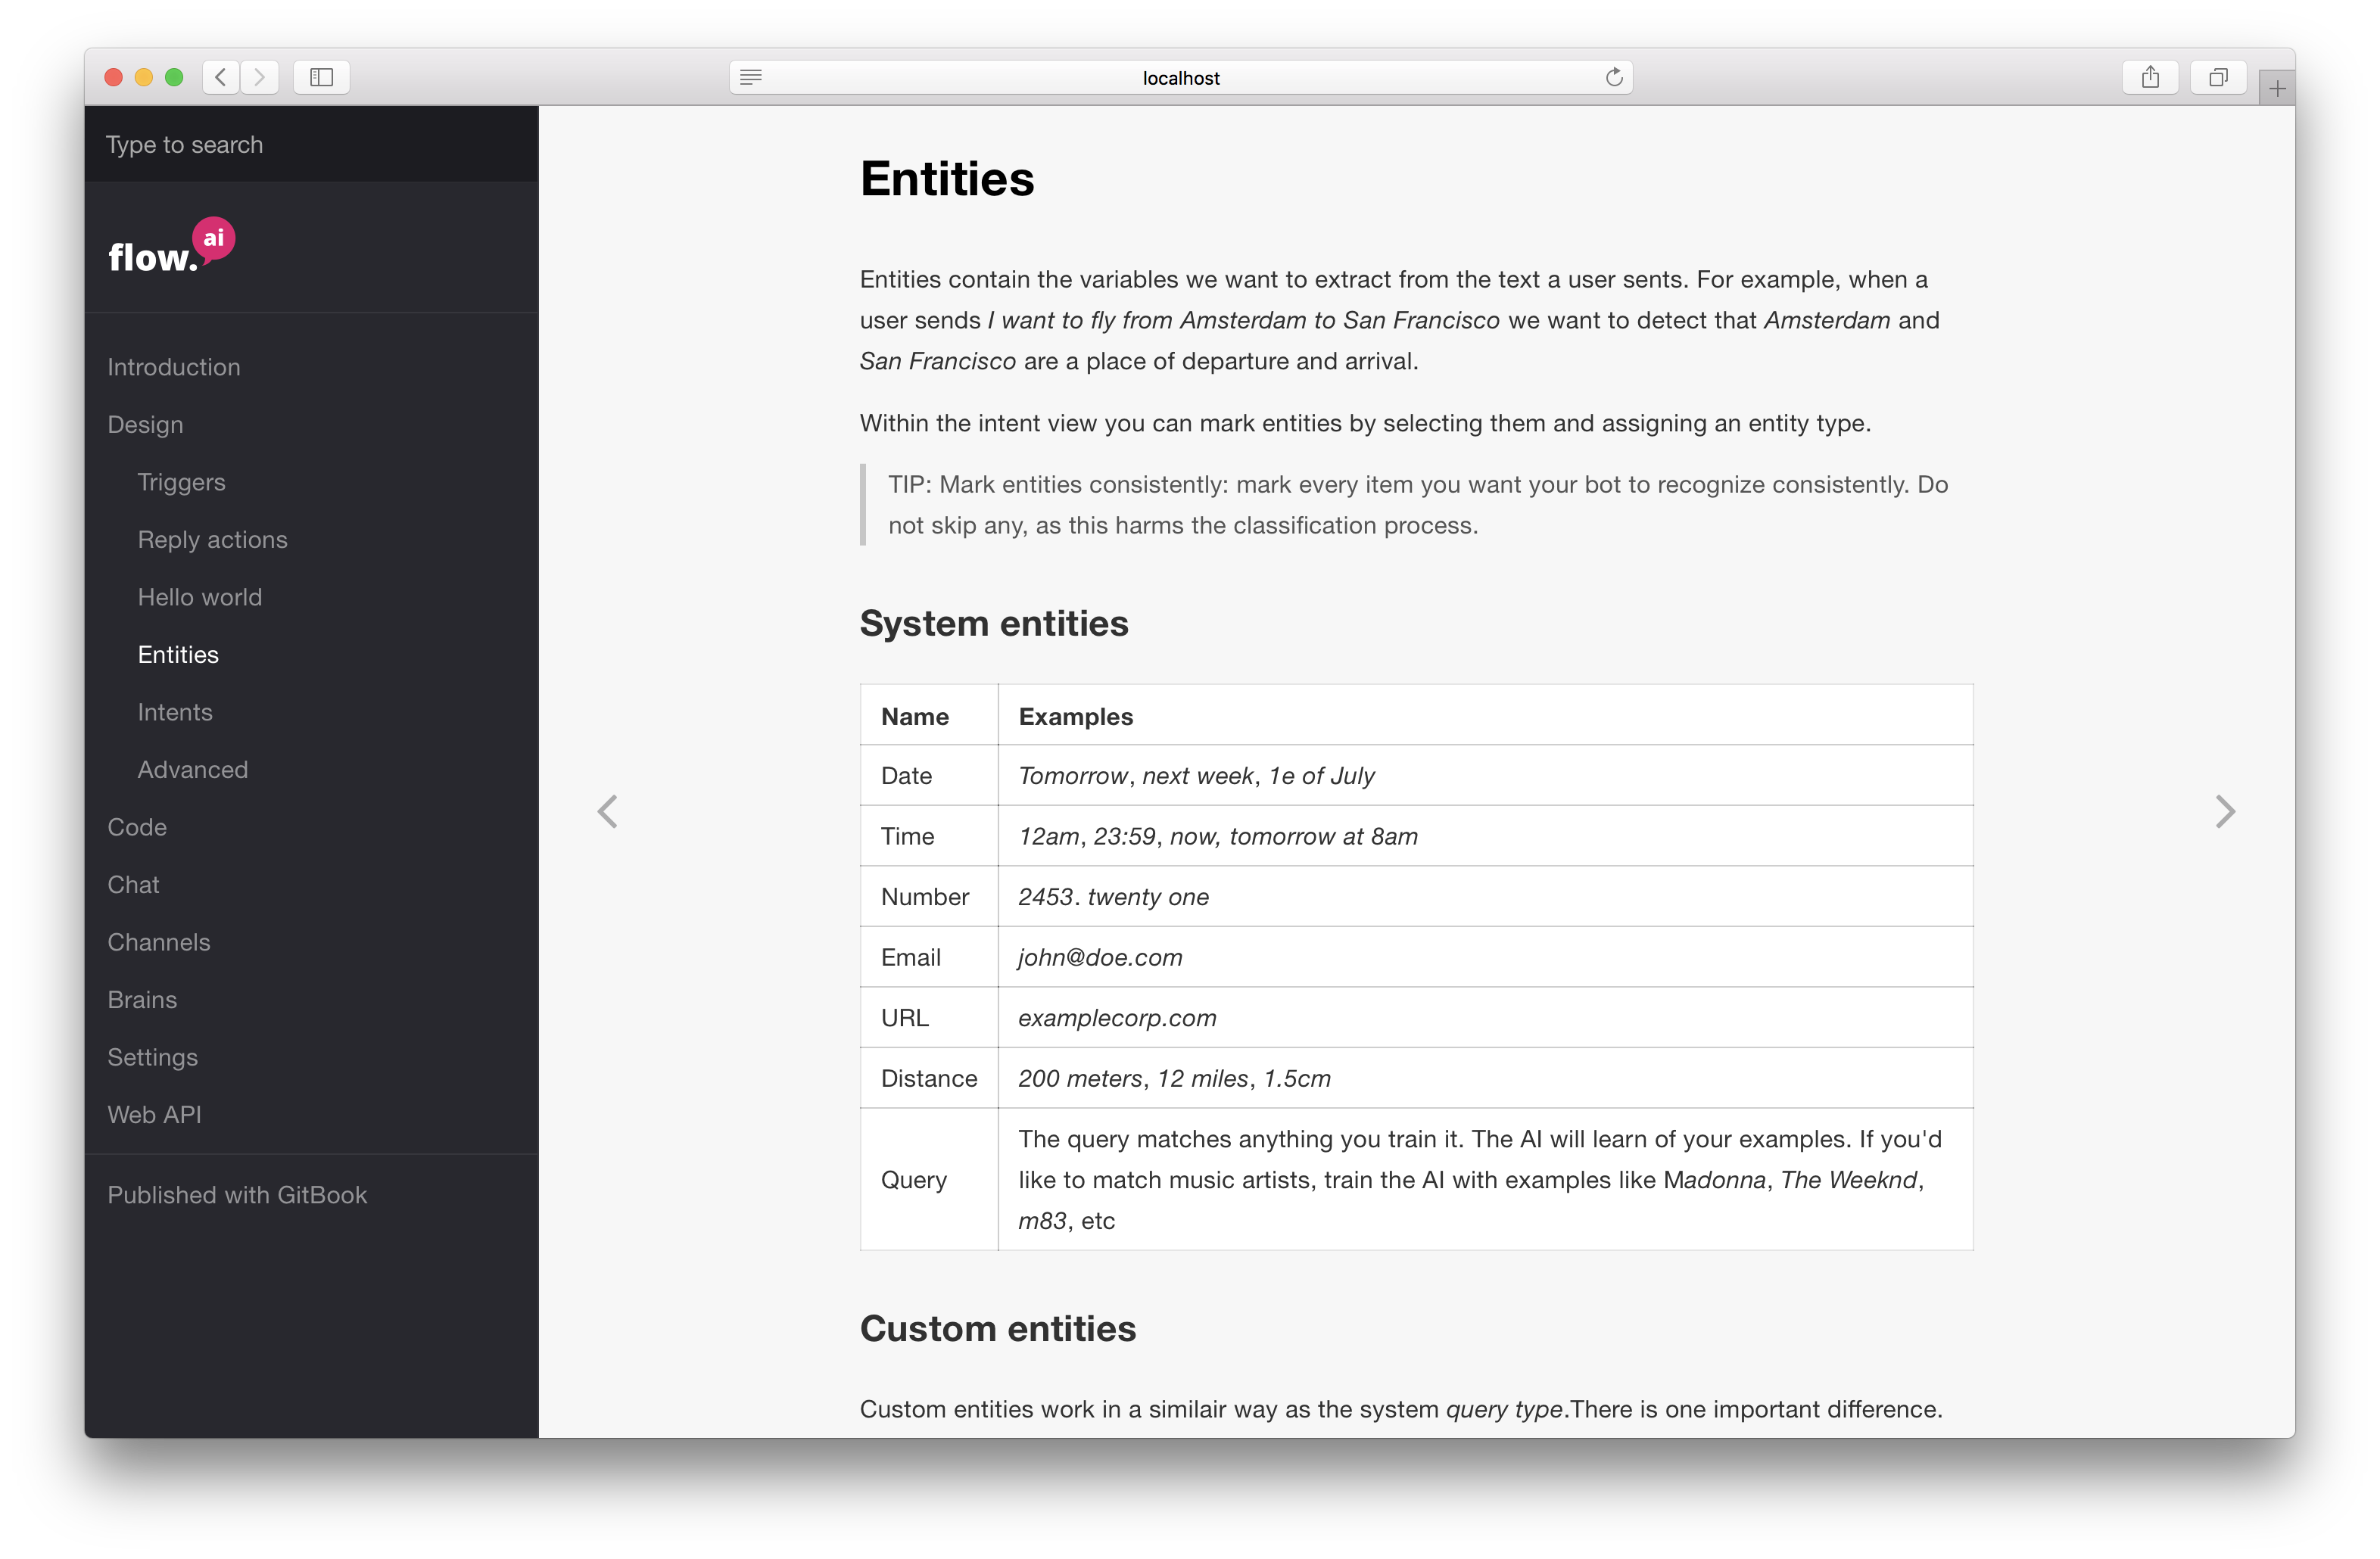 localhost
Type to search
flow.ai
Introduction
Design
Triggers
Reply actions
Hello world
Entities
Intents
Advanced
Code
Chat
Channels
Brains
Settings
Web API
Published with GitBook
Entities
Entities contain the variables we want to extract from the text a user sents. For example, when a
user sends I want to fly from Amsterdam to San Francisco we want to detect that Amsterdam and
San Francisco are a place of departure and arrival.
Within the intent view you can mark entities by selecting them and assigning an entity type.
TIP: Mark entities consistently: mark every item you want your bot to recognize consistently. Do
not skip any, as this harms the classification process.
System entities
Name Examples
Date Tomorrow, next week, 1e of July
Time 12am, 23:59, now, tomorrow at 8am
Number 2453. twenty one
Email john@doe.com
URL examplecorp.com
Distance 200 meters, 12 miles, 1.5cm
Query
The query matches anything you train it. The AI will learn of your examples. If you'd
like to match music artists, train the AI with examples like Madonna, The Weeknd,
m83, etc
Custom entities
Custom entities work in a similair way as the system query type.There is one important difference.